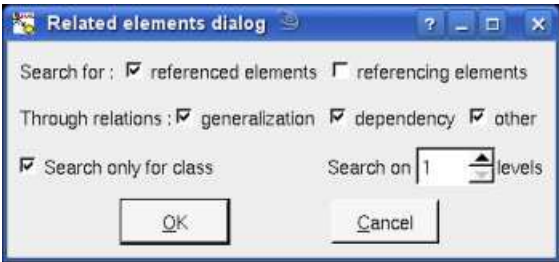 Related elements dialog
Search for : referenced elements referencing elements
Through relations : generalization dependency other
Search only for class Search on 1 levels
OK Cancel